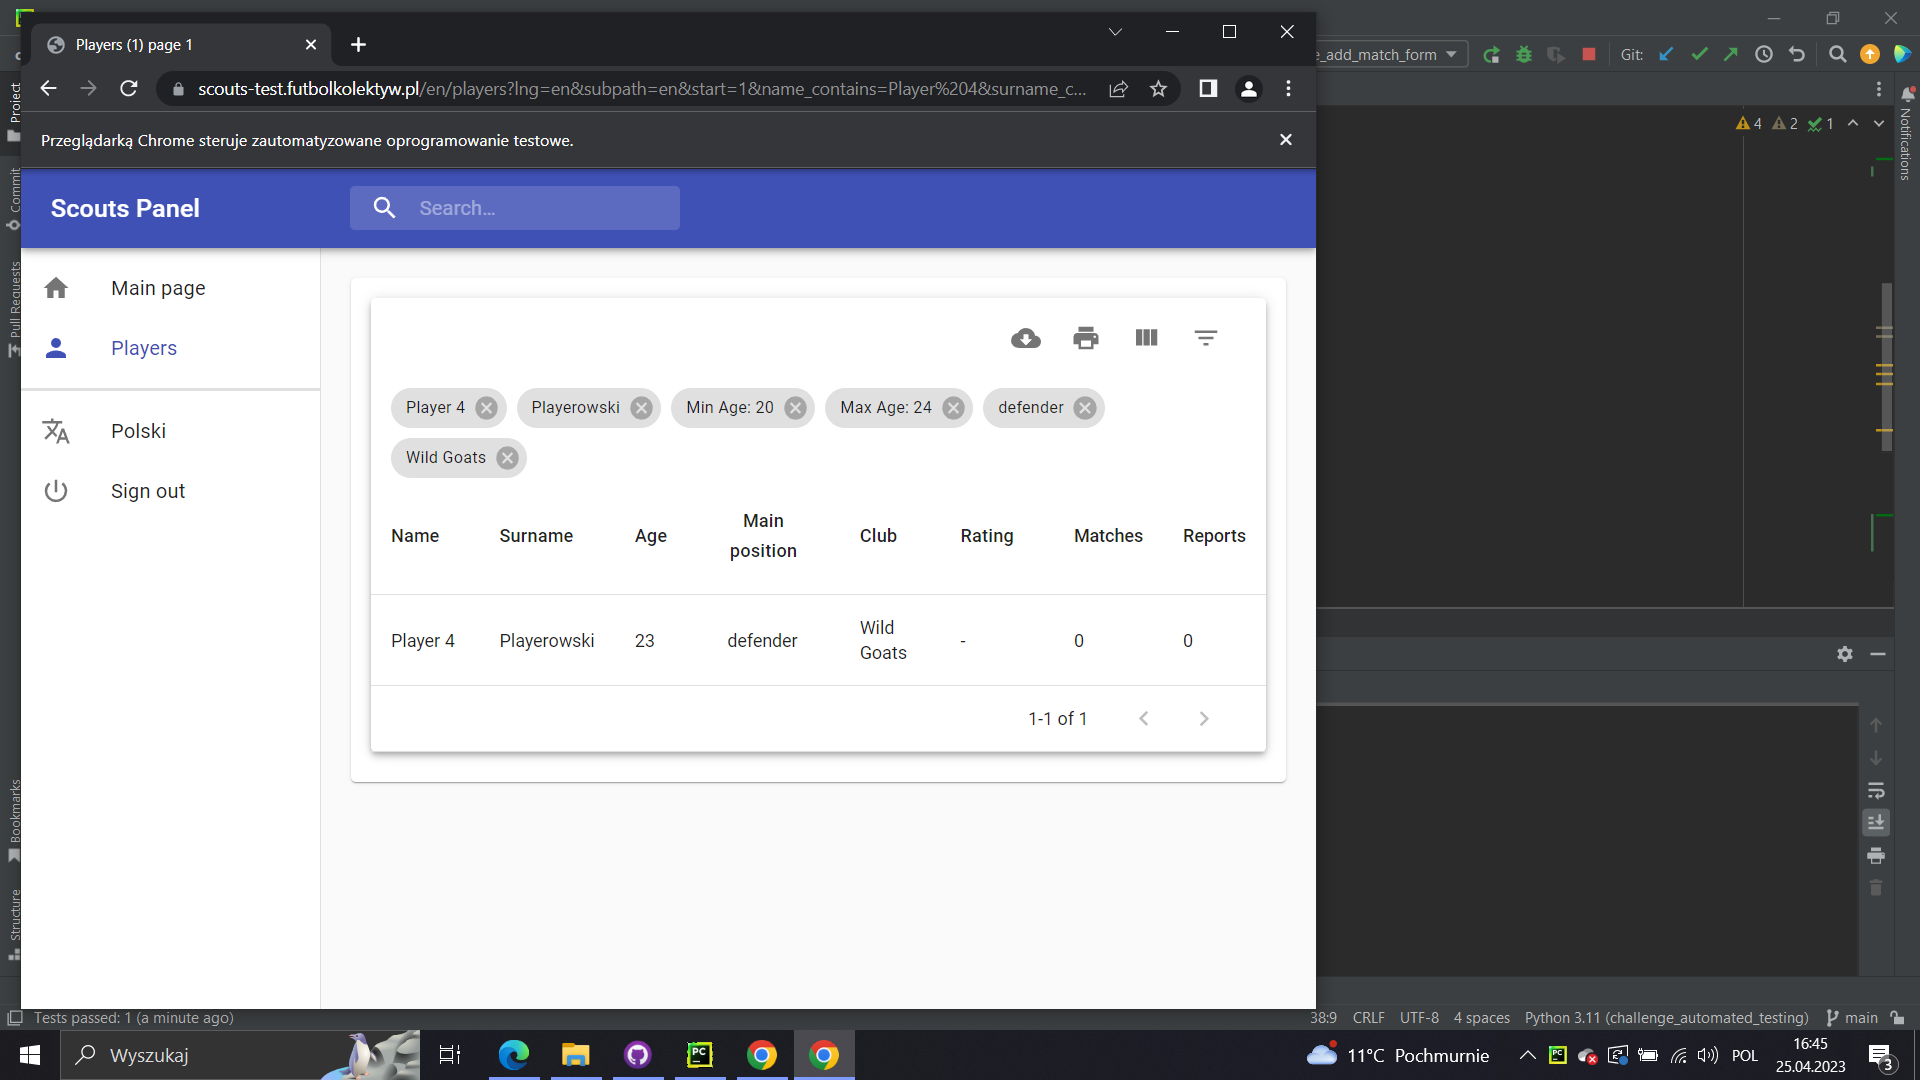 Players (1) page 1
e_add_match_form
Git:
scouts-test.futbolkolektyw.pl/en/players?lng=en&subpath=en&start=1&name_contains=Player%204&surname_c...
Project
4 2 1
Notifications
Przeglądarką Chrome steruje zautomatyzowane oprogramowanie testowe.
Commit
Scouts Panel
Search...
Pull Requests
Main page
Players
Polski
Sign out
Player 4
Playerowski
Min Age: 20
Max Age: 24
defender
Wild Goats
Name Surname Age Main position Club Rating Matches Reports
Player 4 Playerowski 23 defender Wild Goats - 0 0
1-1 of 1
Bookmarks
Structure
Tests passed: 1 (a minute ago)
38:9 CRLF UTF-8 4 spaces Python 3.11 (challenge_automated_testing) main
Wyszukaj
PC
PC
11°C Pochmurnie
POL
16:45
25.04.2023
3